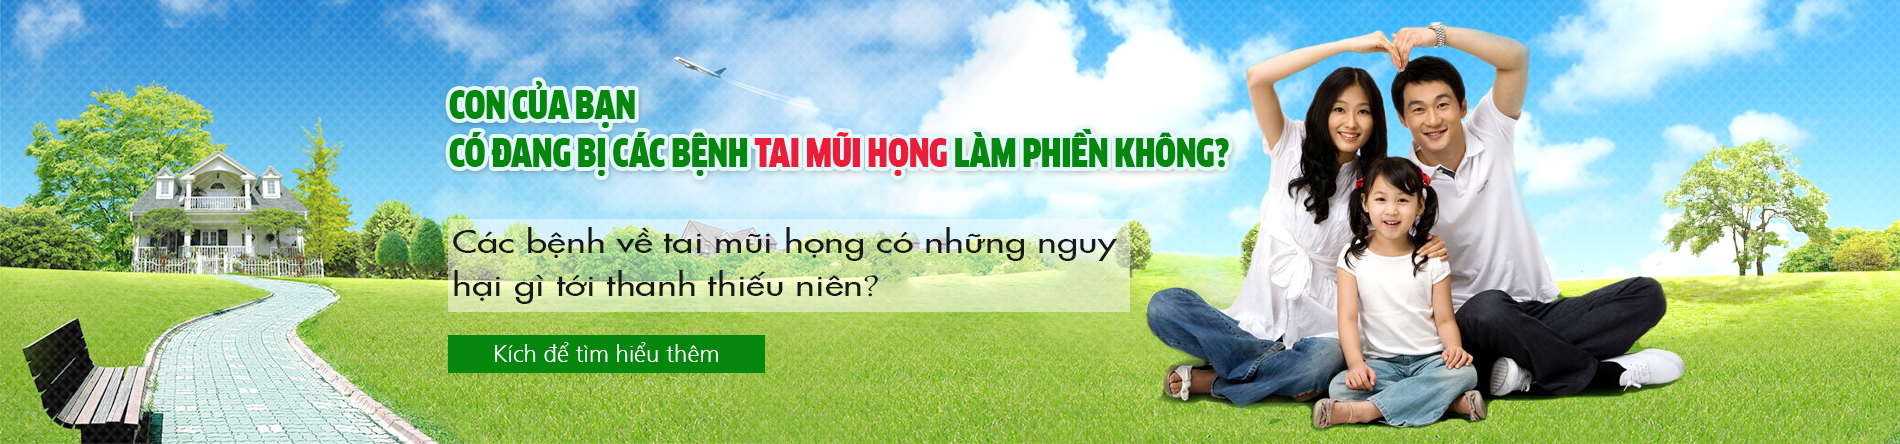 CON CỦA BẠN
CÓ ĐANG BỊ CÁC BỆNH TAI MŨI HỌNG LÀM PHIỀN KHÔNG?
Các bệnh về tai mũi họng có những nguy
hại gì tới thanh thiếu niên?
Kích để tìm hiểu thêm